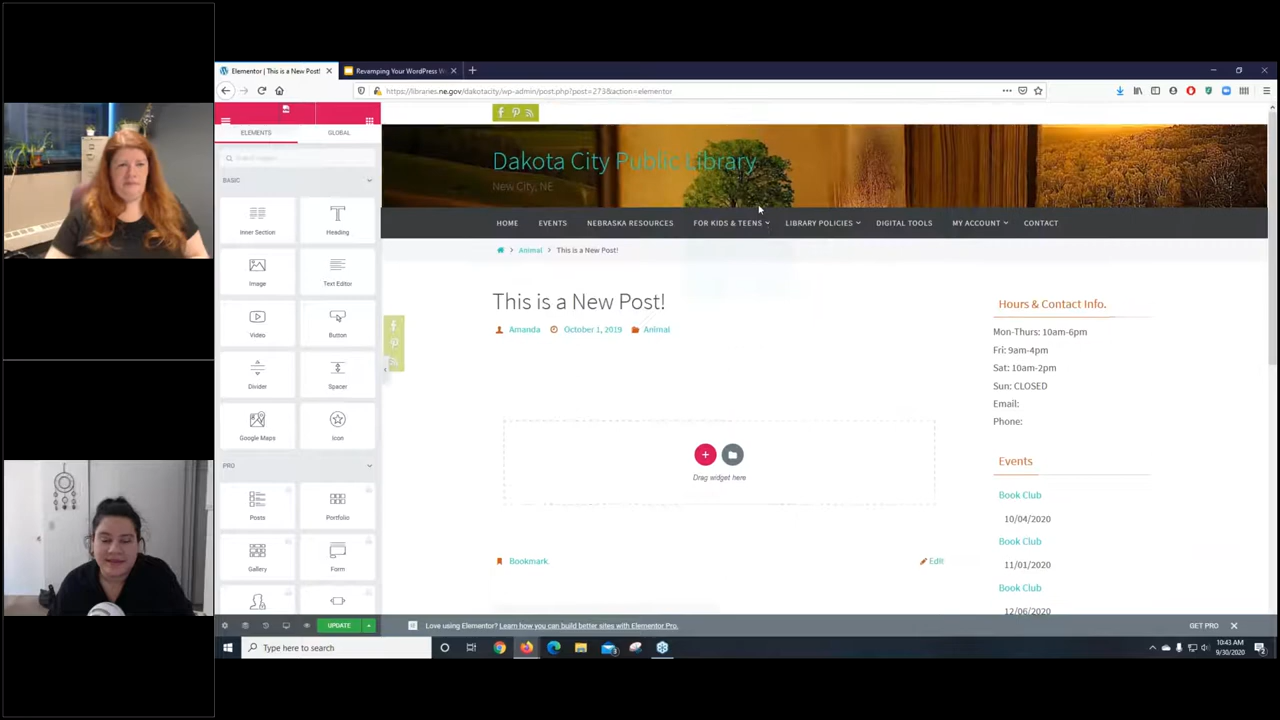 Elementor | This is a New Post!
Revamping Your WordPress W
https://libraries.ne.gov/dakotacity/wp-admin/post.php?post=273&action=elementor
ELEMENTS
GLOBAL
BASIC
Inner Section
Heading
Image
Text Editor
Video
Button
Divider
Spacer
Google Maps
Icon
PRO
Posts
Portfolio
Gallery
Form
UPDATE
Dakota City Public Library
New City, NE
HOME
EVENTS
NEBRASKA RESOURCES
FOR KIDS & TEENS
LIBRARY POLICIES
DIGITAL TOOLS
MY ACCOUNT
CONTACT
Animal
This is a New Post!
This is a New Post!
Amanda
October 1, 2019
Animal
Drag widget here
Bookmark.
Edit
Hours & Contact Info.
Mon-Thurs: 10am-6pm
Fri: 9am-4pm
Sat: 10am-2pm
Sun: CLOSED
Email:
Phone:
Events
Book Club
10/04/2020
Book Club
11/01/2020
Book Club
12/06/2020
Love using Elementor? Learn how you can build better sites with Elementor Pro.
GET PRO
Type here to search
10:43 AM
9/30/2020